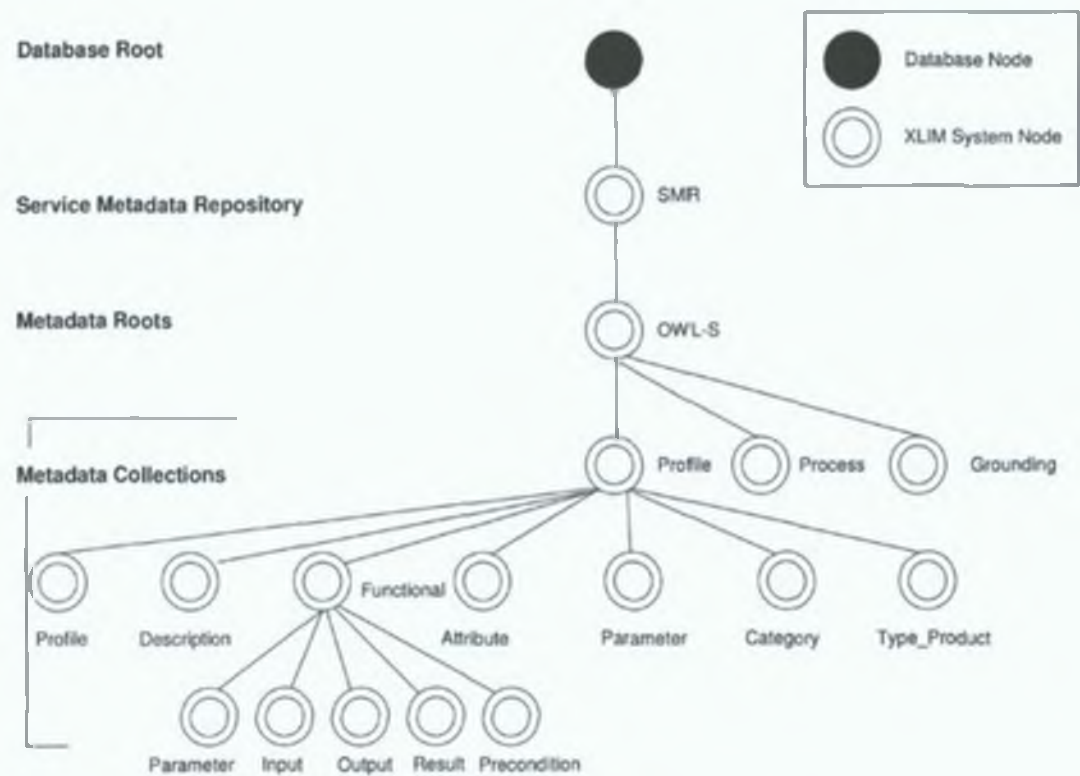 Database Root
Database Node
XLIM System Node
Service Metadata Repository
SMR
Metadata Roots
OWL-S
Metadata Collections
Profile
Process
Grounding
Functional
Profile
Description
Attribute
Parameter
Category
Type_Product
Parameter
Input
Output
Result
Precondition